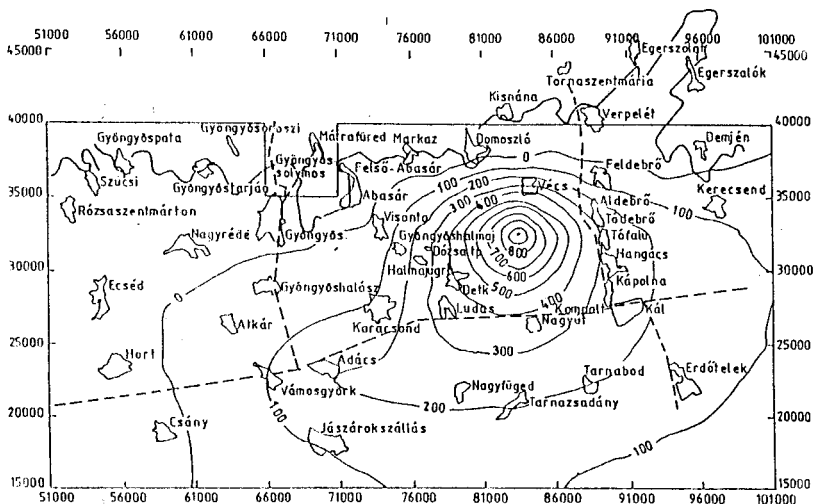 51000 56000 61000 66000 71000 76000 81000 86000 91000 96000 101000
45000 45000
Egerszólát
Tornaszentmária
Egerszalók
Kisnána
Verpelét
40000 40000
Gyöngyöspata
Gyöngyösoroszi
Mátrafüred
Markaz
Domoszló
Demjén
0
Szücsi
Gyöngyöstarján
Gyöngyös
solymos
Felső-Abasár
Feldebrő
35000 35000
100 200
Vécs
Kerecsend
Rózsaszentmárton
Abasár
300
Aldebrő
100
Visonta
400
Tódebrő
Nagyréde
Gyöngyös
Gyöngyöshalmaj
Tófalu
Dózsa tp.
700
800
Hangács
30000 30000
0
Halmajugra
600
Kápolna
Ecséd
Gyöngyöshalász
Detk
500
Karácsond
Ludas
400
Kompolt
Kál
Atkár
Nagyút
25000 25000
300
Hort
Adács
Tarnabod
Erdőtelek
Vámosgyörk
Nagyfüged
20000 20000
100
200
Tarnazsadány
Csány
Jászárokszállás
100
15000 15000
51000 56000 61000 66000 71000 76000 81000 86000 91000 96000 101000